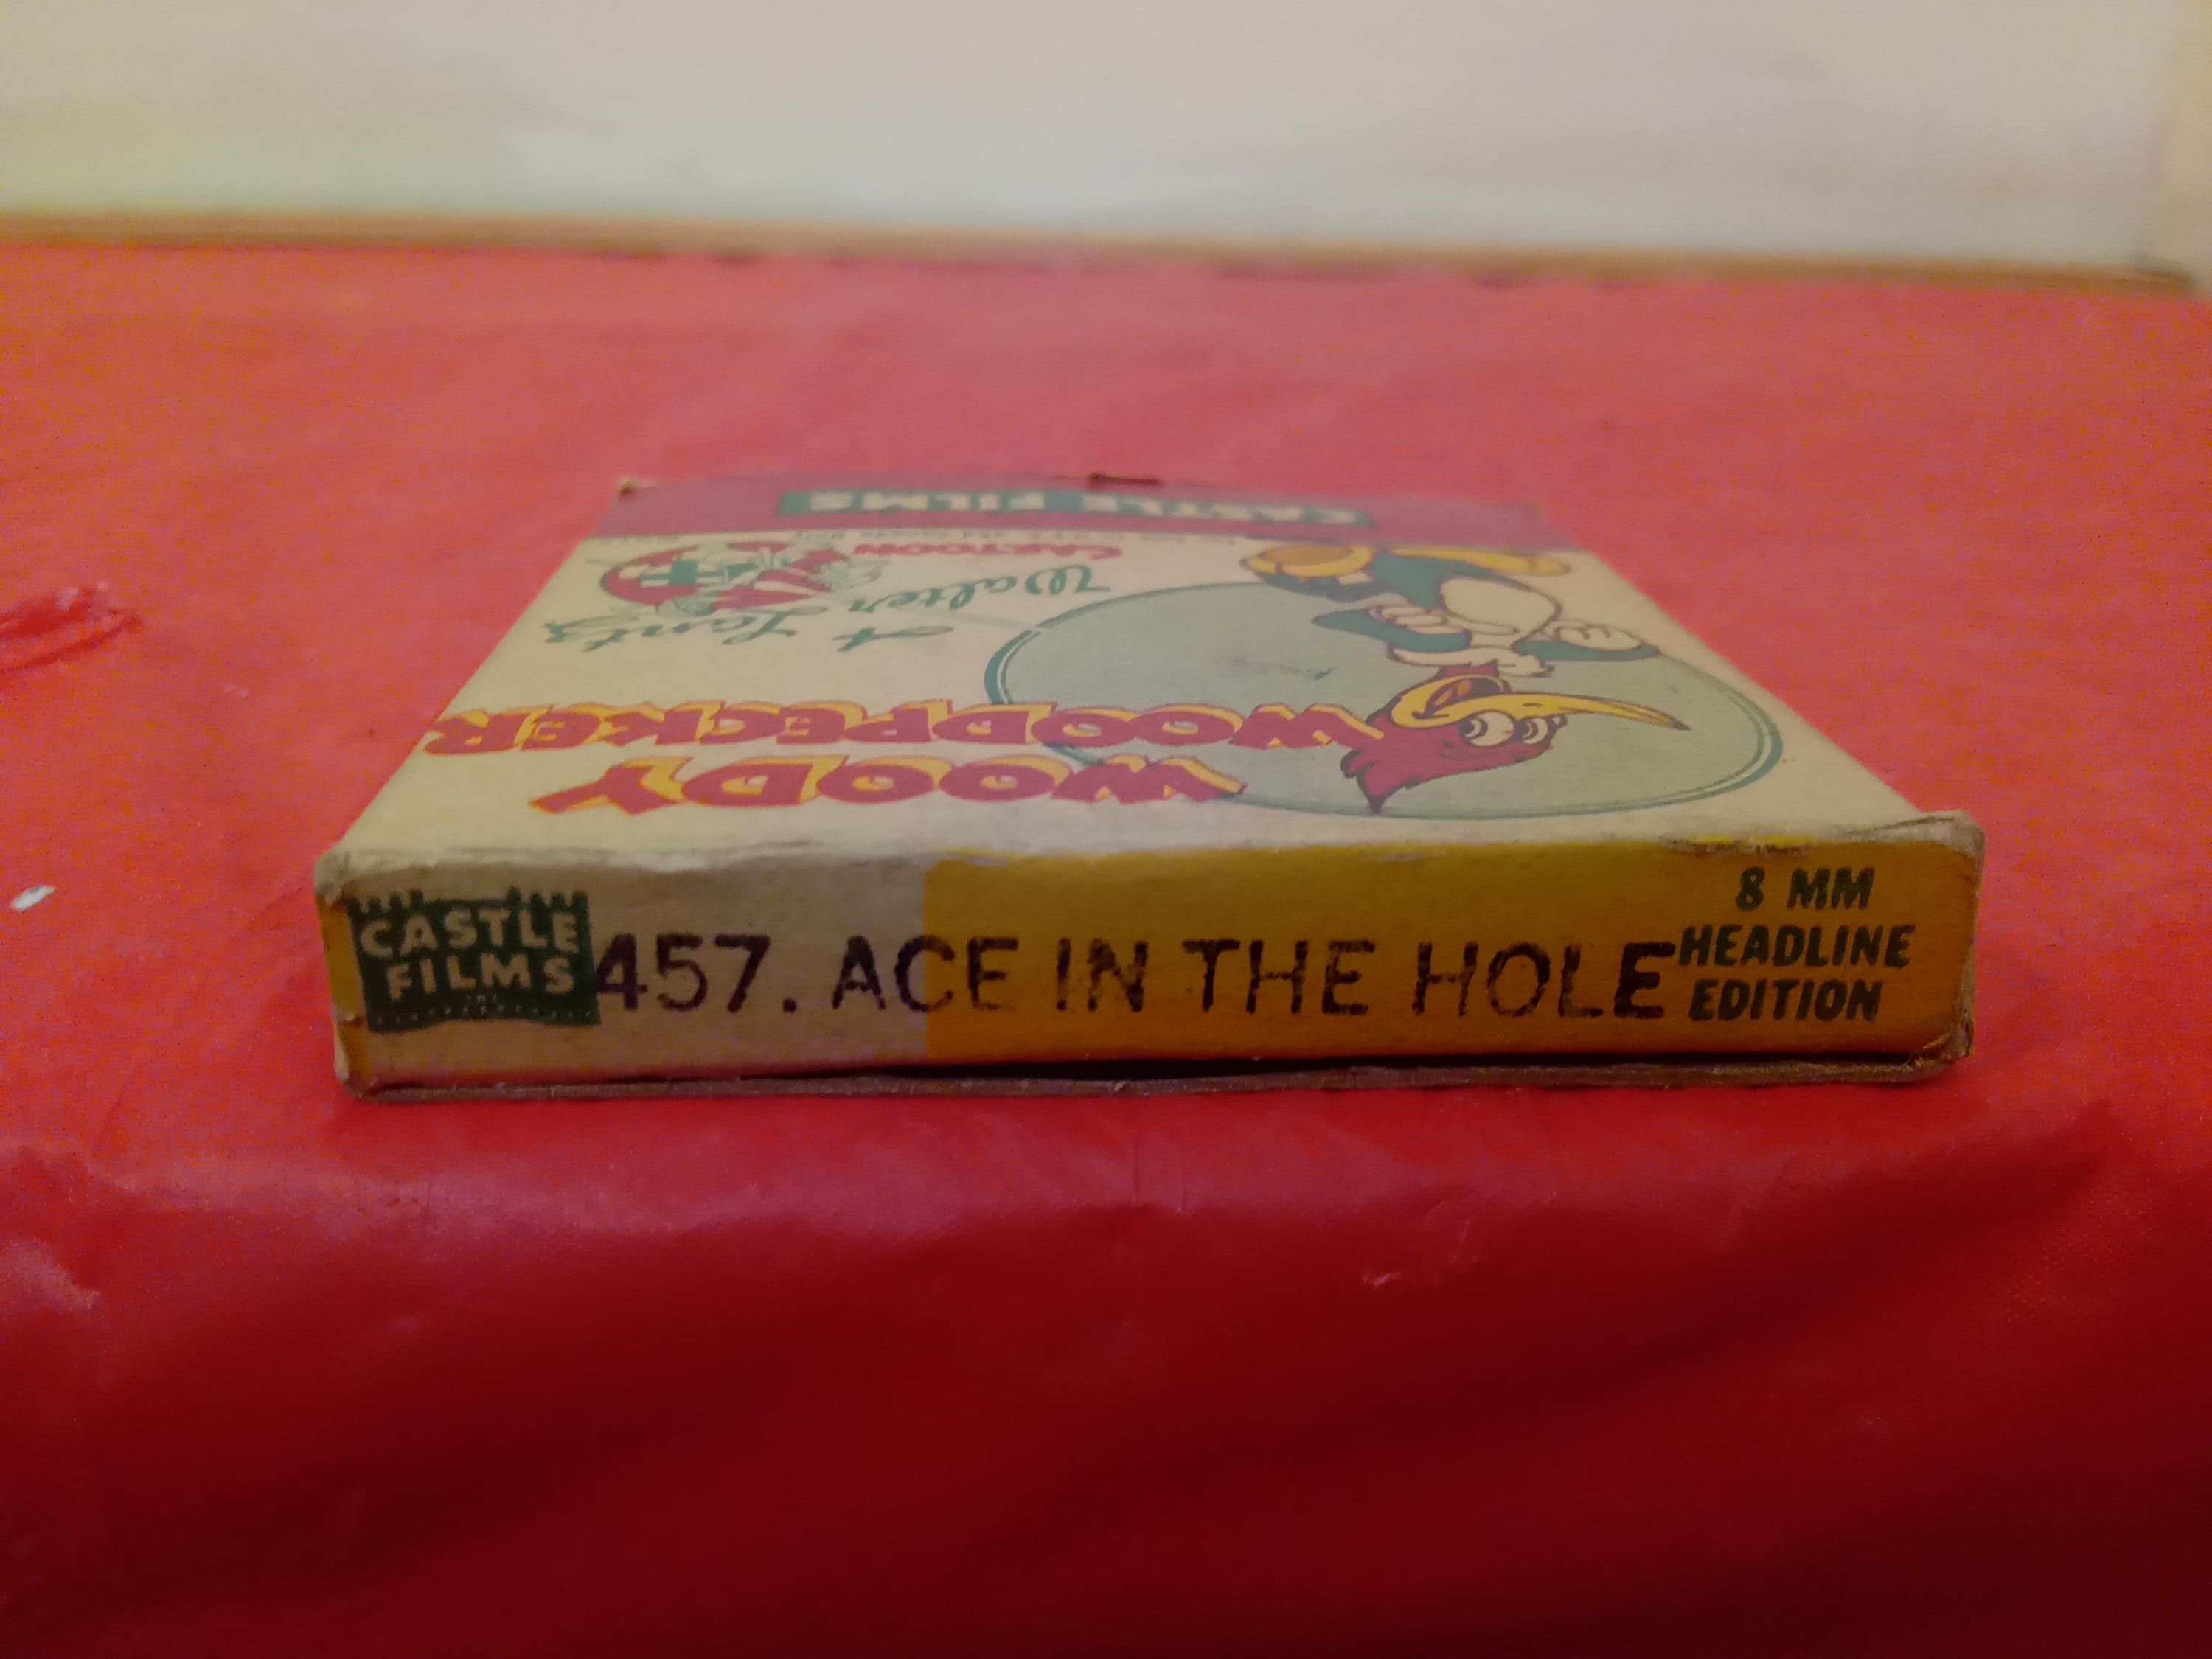 CASTLE FILMS
CARTOON
A Walter Lantz
WOODY
WOODPECKER
CASTLE
FILMS
457. ACE IN THE HOLE
8 MM
HEADLINE
EDITION